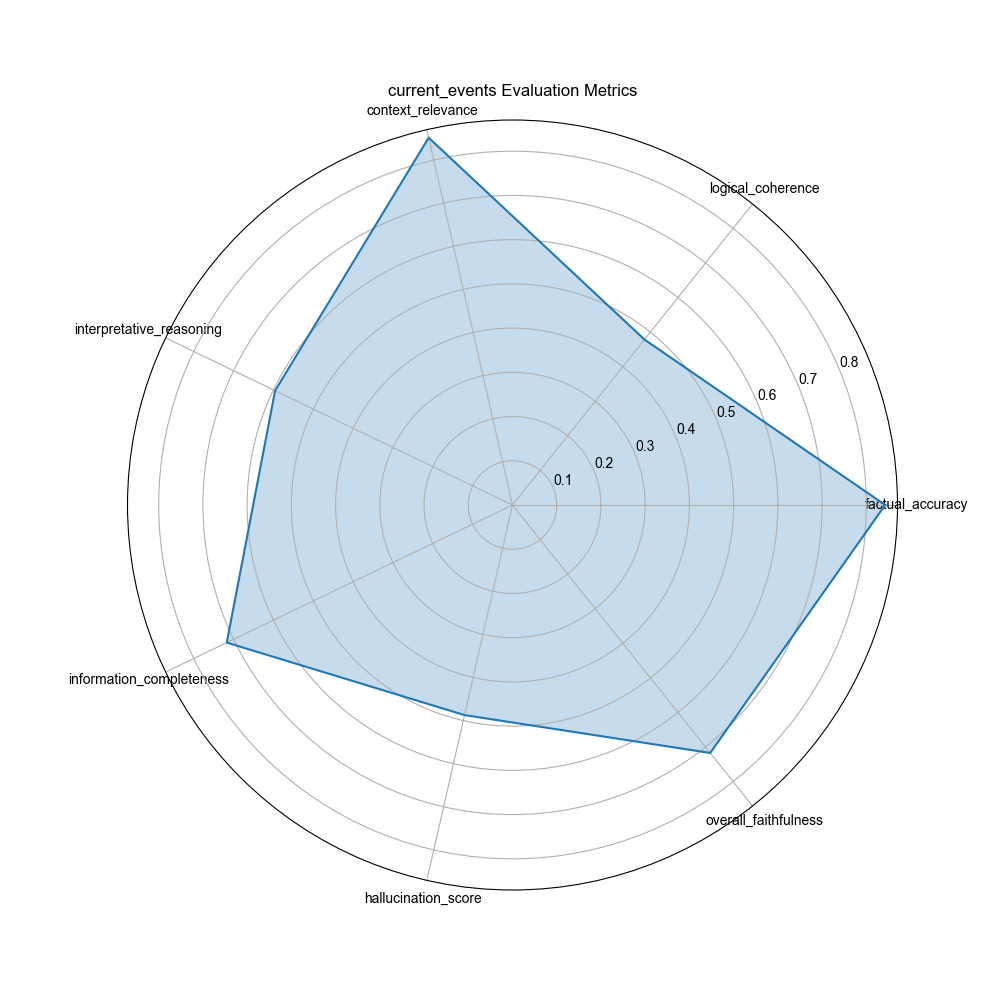 current_events Evaluation Metrics
context_relevance
logical_coherence
interpretative_reasoning
0.8
0.7
0.6
0.5
0.4
0.3
0.2
0.1
factual_accuracy
information_completeness
overall_faithfulness
hallucination_score